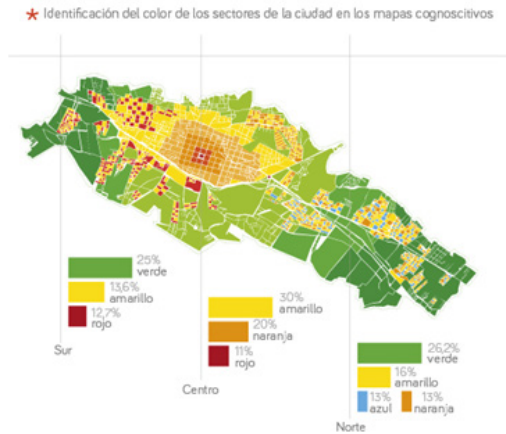 * Identificación del color de los sectores de la ciudad en los mapas cognoscitivos
25%
verde
13,6%
amarillo
12,7%
rojo
Sur
30%
amarillo
20%
naranja
11%
rojo
Centro
26,2%
verde
16%
amarillo
13%
azul
13%
naranja
Norte